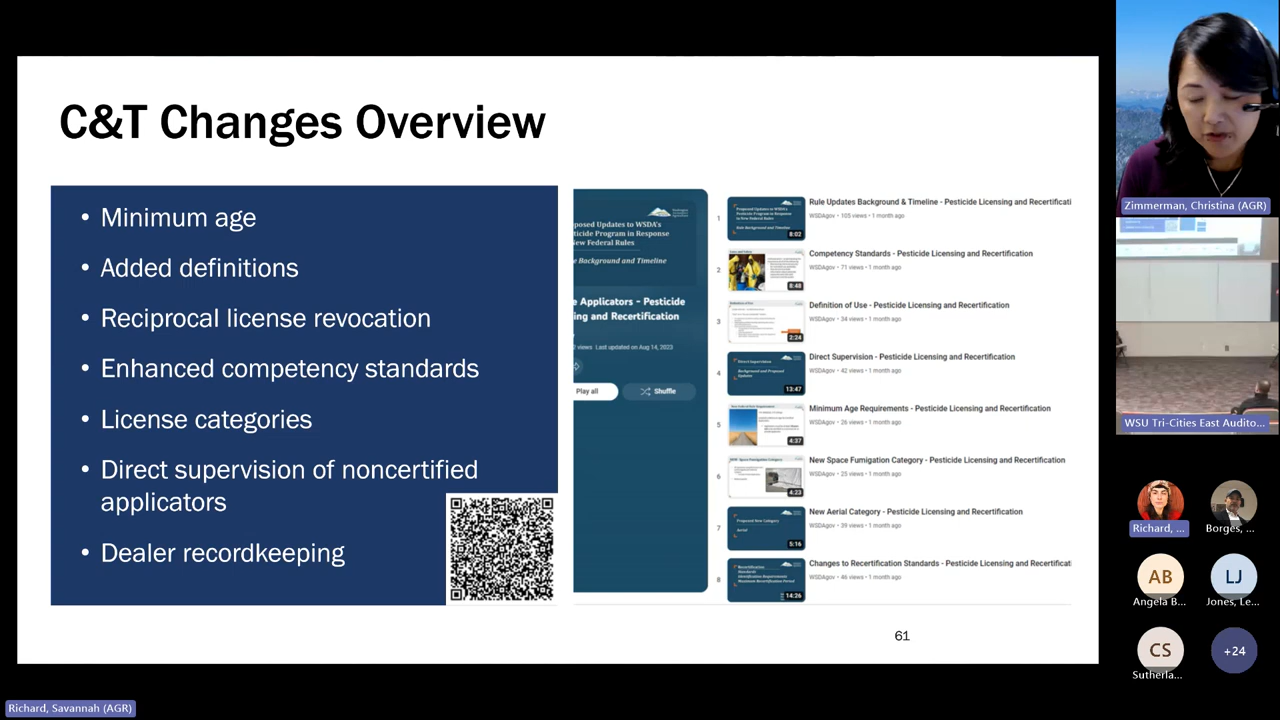 C&T Changes Overview
• Minimum age
• Added definitions
• Reciprocal license revocation
• Enhanced competency standards
• License categories
• Direct supervision of noncertified
applicators
• Dealer recordkeeping
posed Updates to WSDA's
ticide Program in Response
New Federal Rules
e Background and Timeline
e Applicators - Pesticide
ing and Recertification
2 views Last updated on Aug 14, 2023
Play all
Shuffle
1
8:02
Rule Updates Background & Timeline - Pesticide Licensing and Recertificati
WSDAgov • 105 views • 1 month ago
2
8:48
Competency Standards - Pesticide Licensing and Recertification
WSDAgov • 71 views • 1 month ago
3
2:24
Definition of Use - Pesticide Licensing and Recertification
WSDAgov • 34 views • 1 month ago
4
Direct Supervision
13:47
Direct Supervision - Pesticide Licensing and Recertification
WSDAgov • 42 views • 1 month ago
5
4:37
Minimum Age Requirements - Pesticide Licensing and Recertification
WSDAgov • 26 views • 1 month ago
6
4:23
New Space Fumigation Category - Pesticide Licensing and Recertification
WSDAgov • 25 views • 1 month ago
7
Aerial
5:16
New Aerial Category - Pesticide Licensing and Recertification
WSDAgov • 39 views • 1 month ago
8
14:26
Changes to Recertification Standards - Pesticide Licensing and Recertificat
WSDAgov • 46 views • 1 month ago
61
Zimmerman, Christina (AGR)
WSU Tri-Cities East Audito...
Richard, ...
Borges, ...
AB
Angela B...
LJ
Jones, Le...
CS
Sutherla...
+24
Richard, Savannah (AGR)